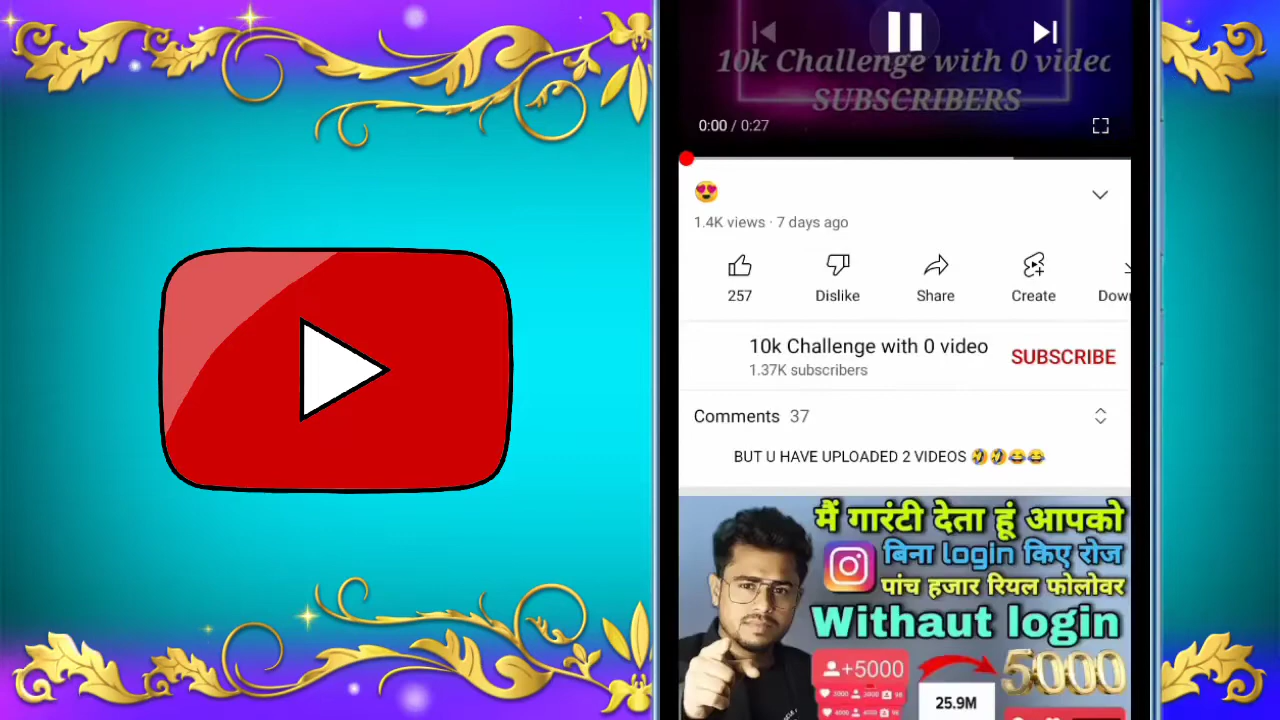 10k Challenge with 0 videc
SUBSCRIBERS
0:00 / 0:27
😍
1.4K views · 7 days ago
257
Dislike
Share
Create
Dow
10k Challenge with 0 video
SUBSCRIBE
1.37K subscribers
Comments 37
BUT U HAVE UPLOADED 2 VIDEOS 🤣🤣😂😂
मैं गारंटी देता हूं आपको
बिना login किए रोज
पांच हजार रियल फोलोवर
Withaut login
+5000
5000
25.9M